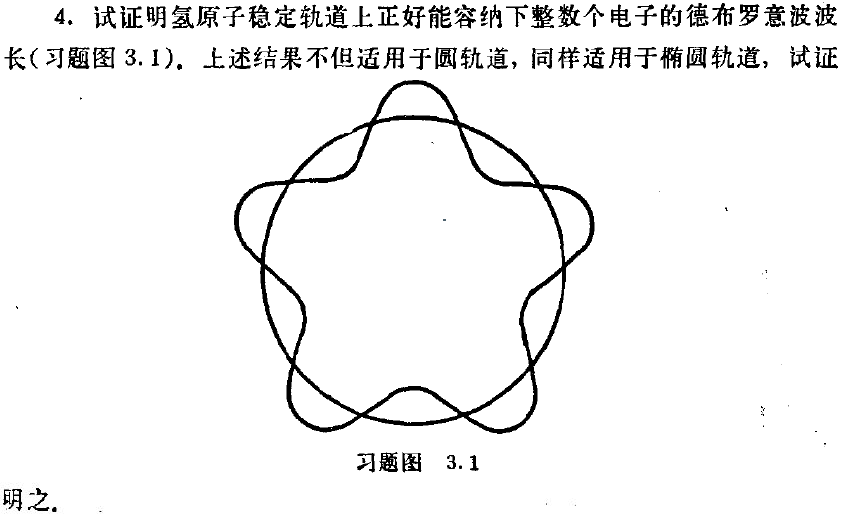 4. 试证明氢原子稳定轨道上正好能容纳下整数个电子的德布罗意波波
长(习题图 3.1)。上述结果不但适用于圆轨道，同样适用于椭圆轨道，试证
习题图 3.1
明之。